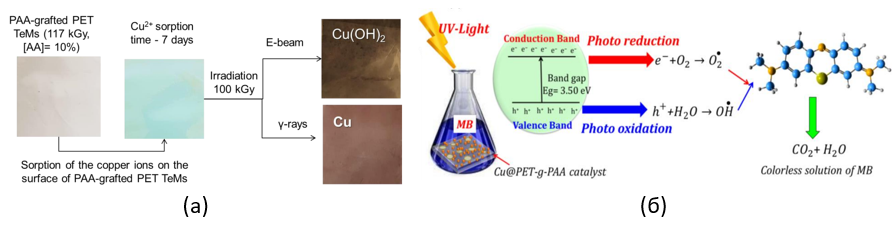 PAA-grafted PET
TeMs (117 kGy,
[AA]= 10%)
Cu²⁺ sorption
time - 7 days
Irradiation
100 kGy
E-beam
γ-rays
Cu(OH)₂
Cu
Sorption of the copper ions on the
surface of PAA-grafted PET TeMs
(а)
UV-Light
MB
Conduction Band
e⁻ e⁻ e⁻ e⁻ e⁻ e⁻
Band gap
Eg= 3.50 eV
h⁺ h⁺ h⁺ h⁺ h⁺ h⁺
Valence Band
Photo reduction
e⁻+O₂ → O₂•
h⁺+H₂O → OH•
Photo oxidation
Cu@PET-g-PAA catalyst
CO₂ + H₂O
Colorless solution of MB
(б)